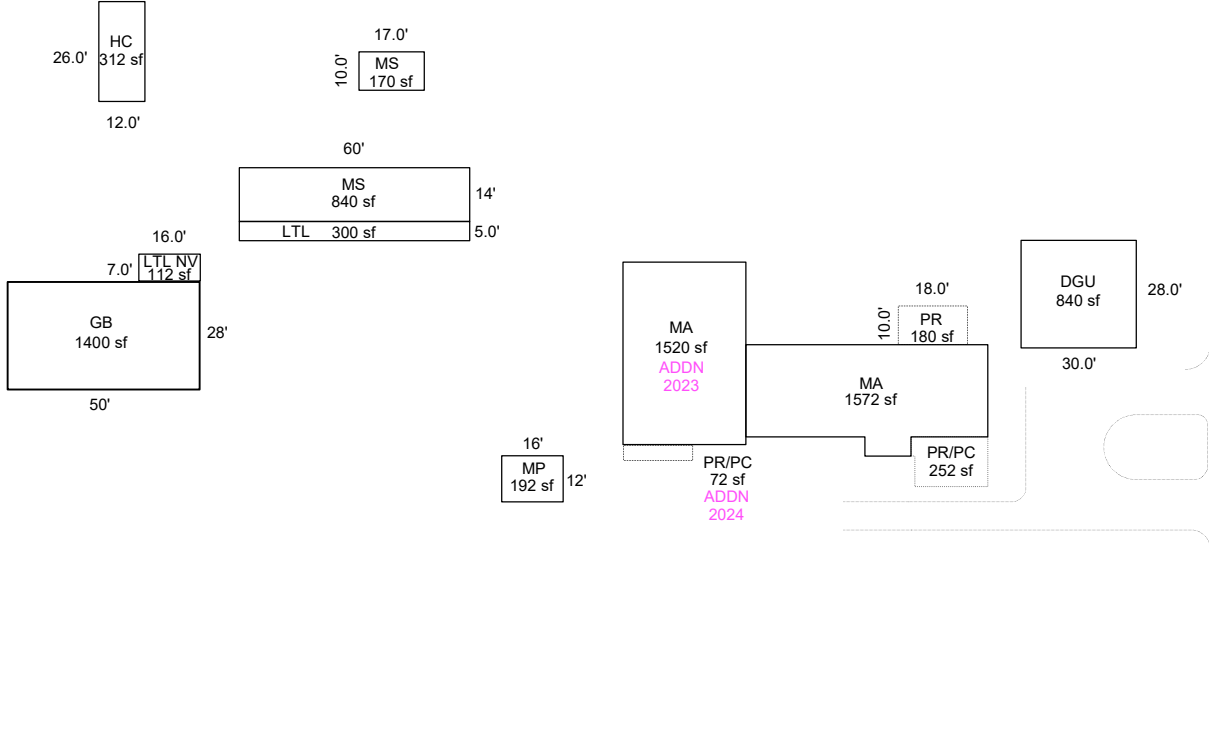 HC
312 sf
26.0'
12.0'
17.0'
10.0'
MS
170 sf
60'
MS
840 sf
14'
LTL 300 sf
5.0'
16.0'
7.0'
LTL NV
112 sf
GB
1400 sf
28'
50'
16'
MP
192 sf
12'
MA
1520 sf
ADDN
2023
PR/PC
72 sf
ADDN
2024
18.0'
10.0'
PR
180 sf
MA
1572 sf
PR/PC
252 sf
DGU
840 sf
28.0'
30.0'